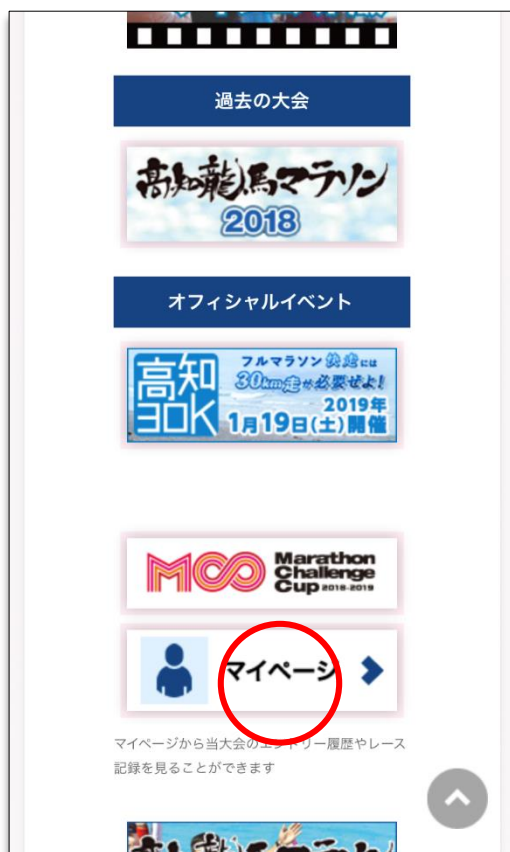 過去の大会
高知龍馬マラソン
2018
オフィシャルイベント
高知
30K
フルマラソン快走には
30km走が必要ぜよ!
2019年
1月19日(土)開催
MCC
Marathon
Challenge
Cup 2018-2019
マイページ
マイページから当大会のエントリー履歴やレース
記録を見ることができます